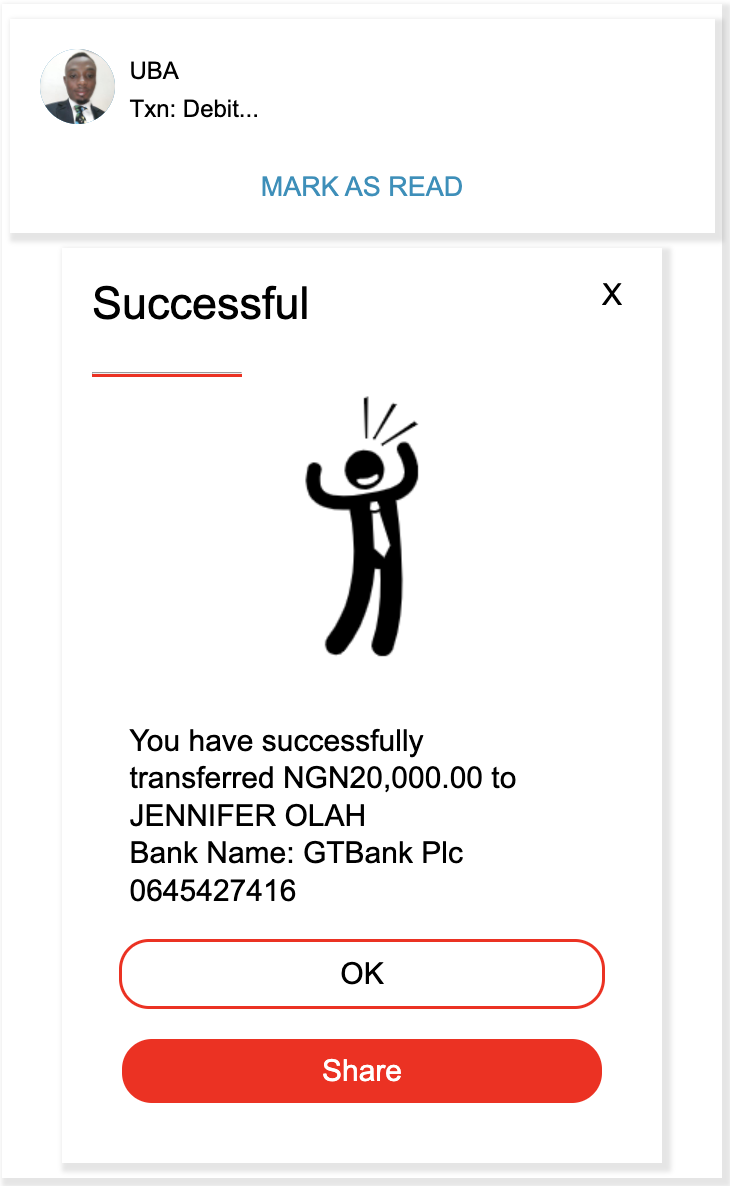 UBA
Txn: Debit...
MARK AS READ
Successful
X
You have successfully
transferred NGN20,000.00 to
JENNIFER OLAH
Bank Name: GTBank Plc
0645427416
OK
Share